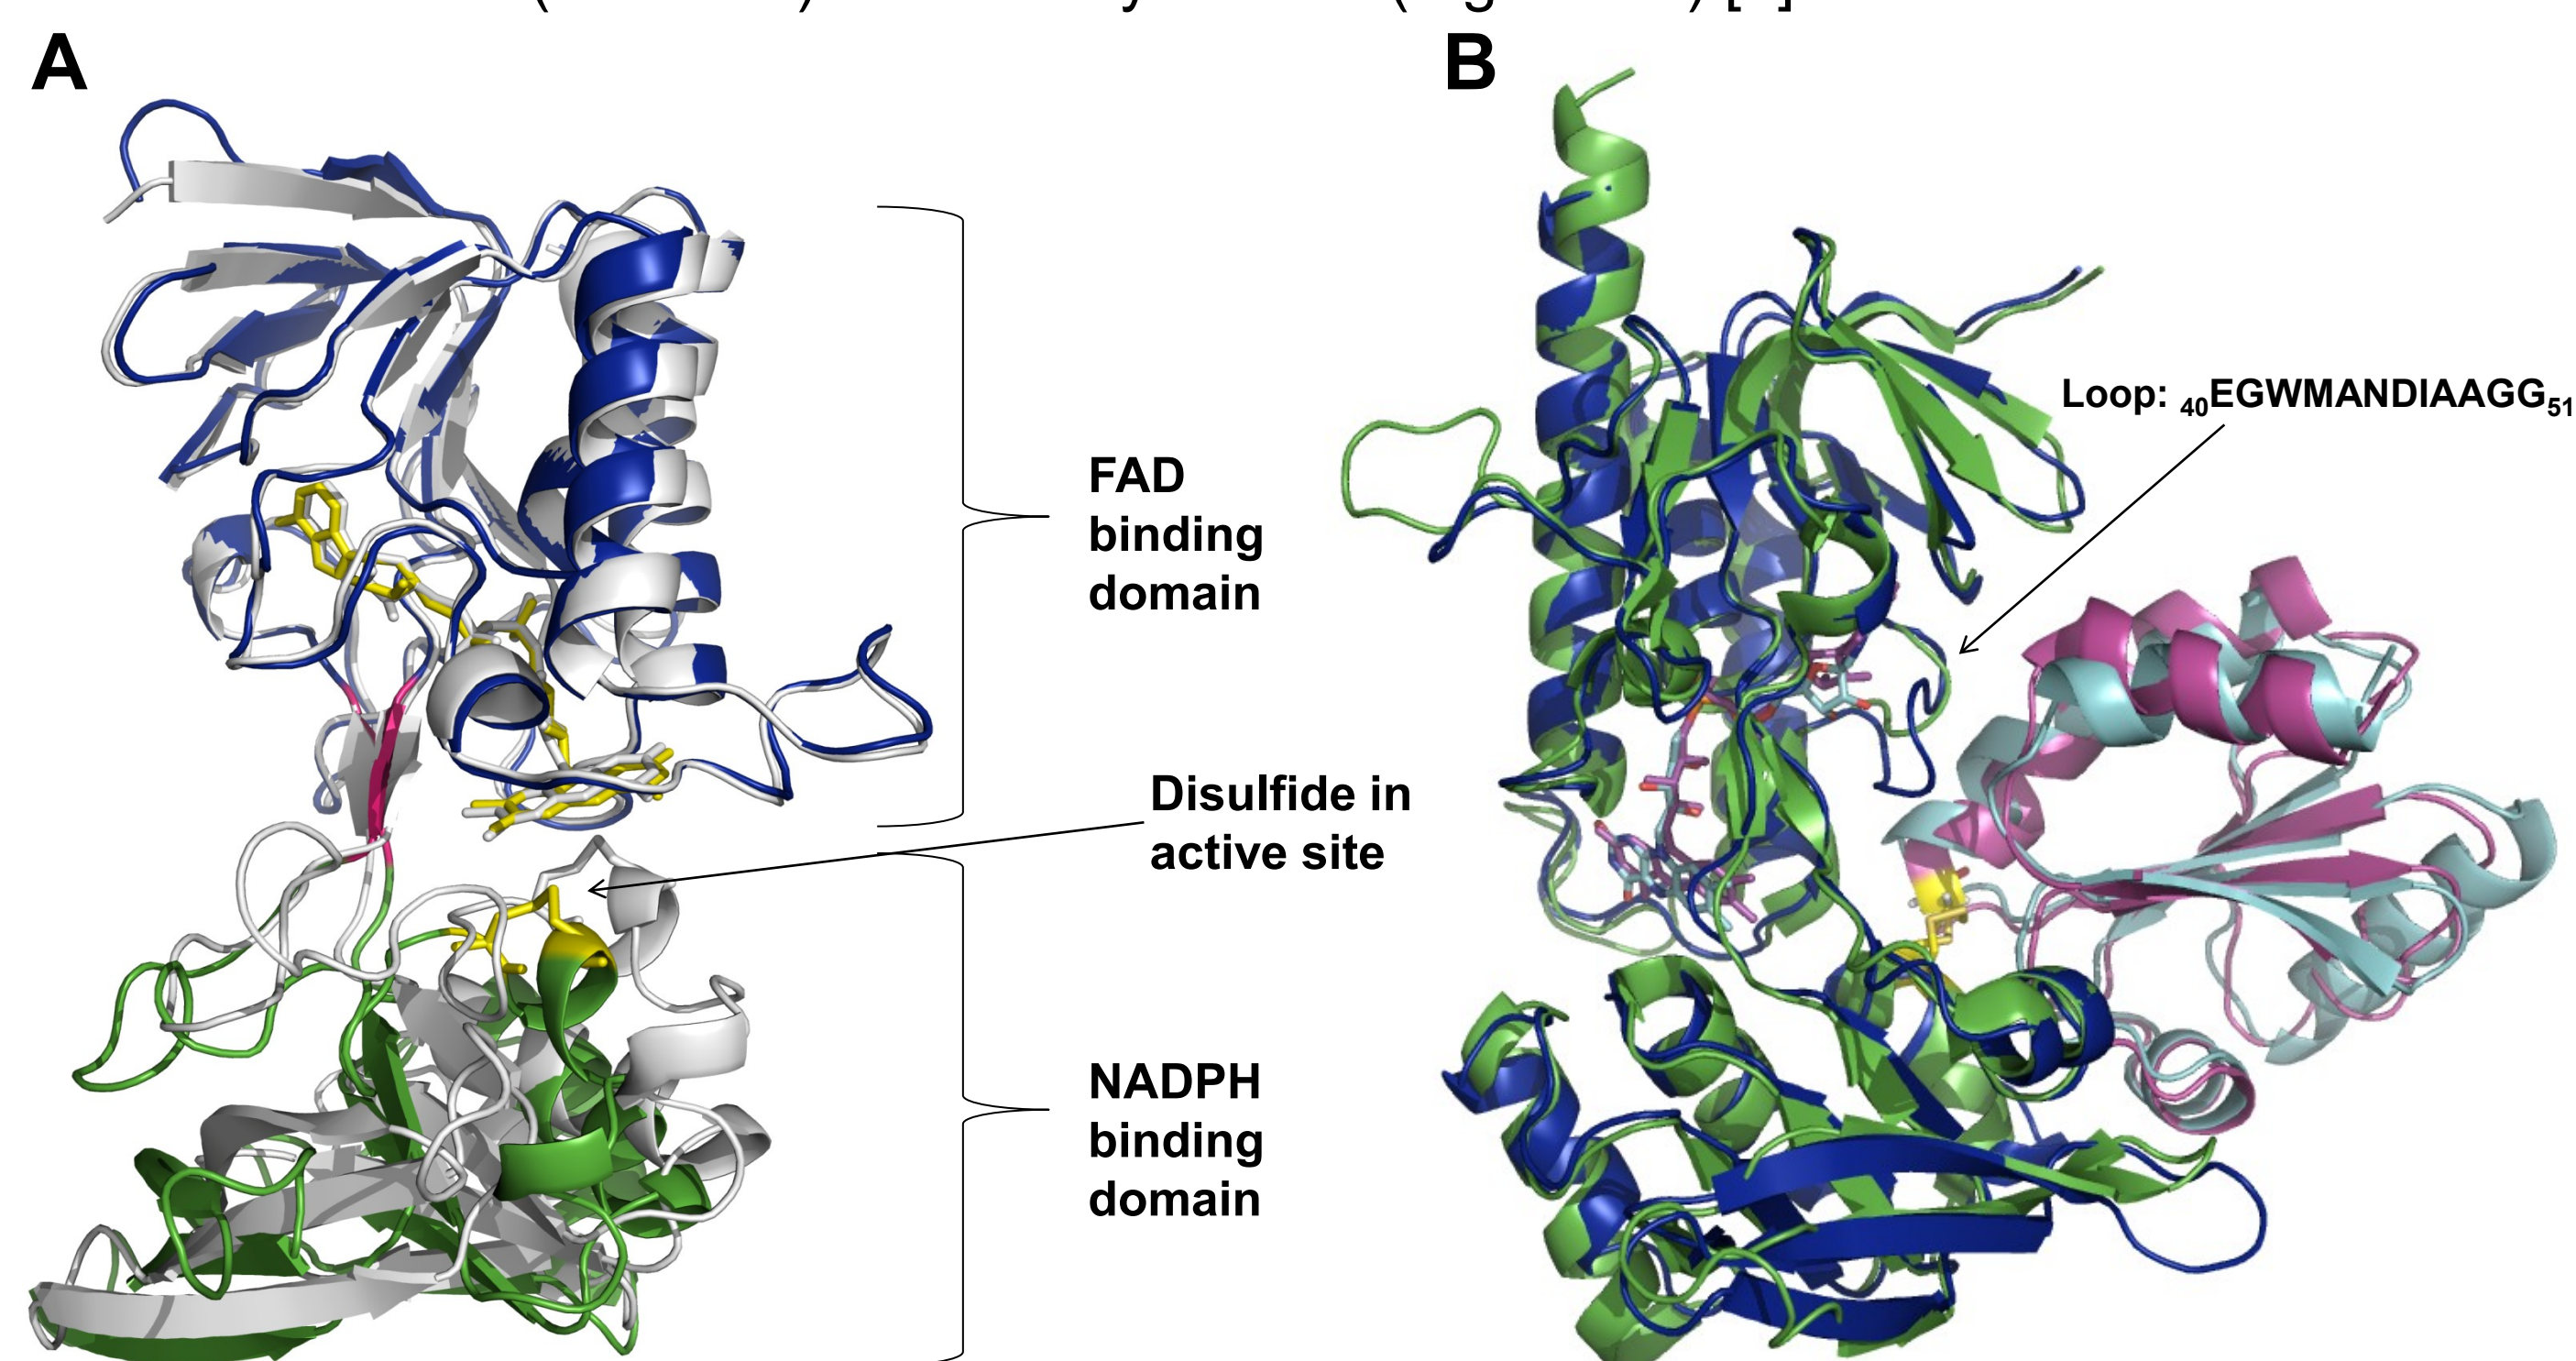 A
B
FAD
binding
domain
Loop: 40EGWMANDIAAGG51
Disulfide in
active site
NADPH
binding
domain